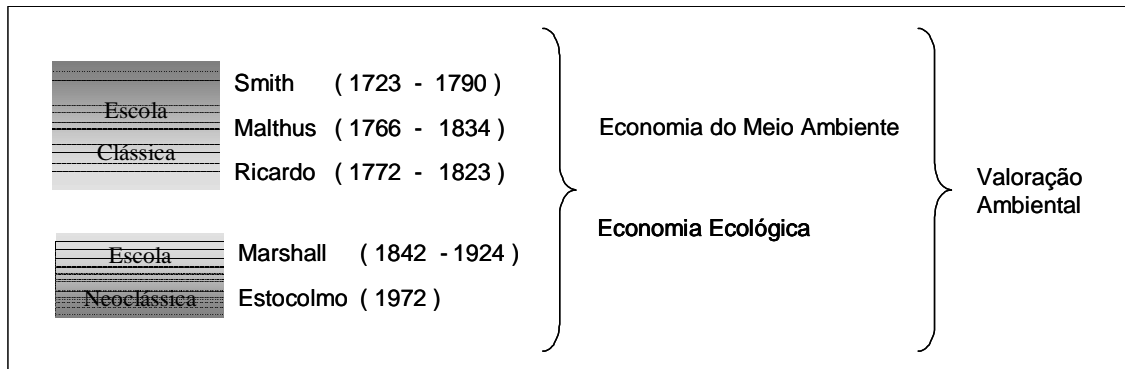 Escola
Clássica
Smith ( 1723 - 1790 )
Malthus ( 1766 - 1834 )
Ricardo ( 1772 - 1823 )
Escola
Neoclássica
Marshall ( 1842 - 1924 )
Estocolmo ( 1972 )
Economia do Meio Ambiente
Economia Ecológica
Valoração
Ambiental